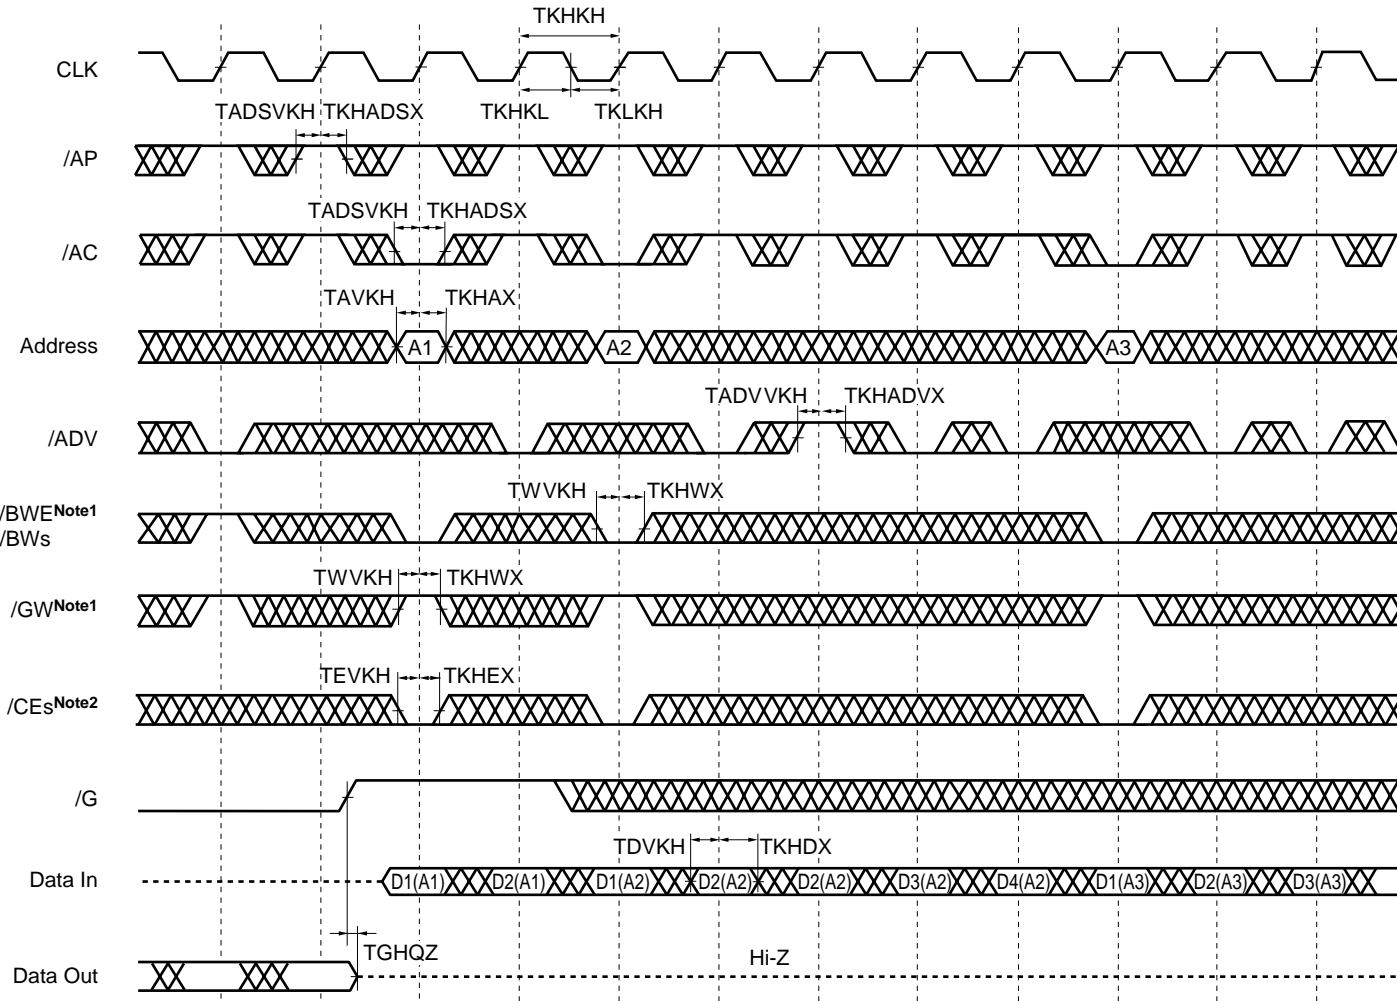 TKHKH
CLK
TADSVKH TKHADSX TKHKL TKLKH
/AP
TADSVKH TKHADSX
/AC
TAVKH TKHAX
Address A1 A2 A3
TADVVKH TKHADVX
/ADV
TWVKH TKHWX
/BWENote1
/BWs
TWVKH TKHWX
/GWNote1
TEVKH TKHEX
/CEsNote2
/G
TDVKH TKHDX
Data In D1(A1) D2(A1) D1(A2) D2(A2) D2(A2) D3(A2) D4(A2) D1(A3) D2(A3) D3(A3)
TGHQZ Hi-Z
Data Out